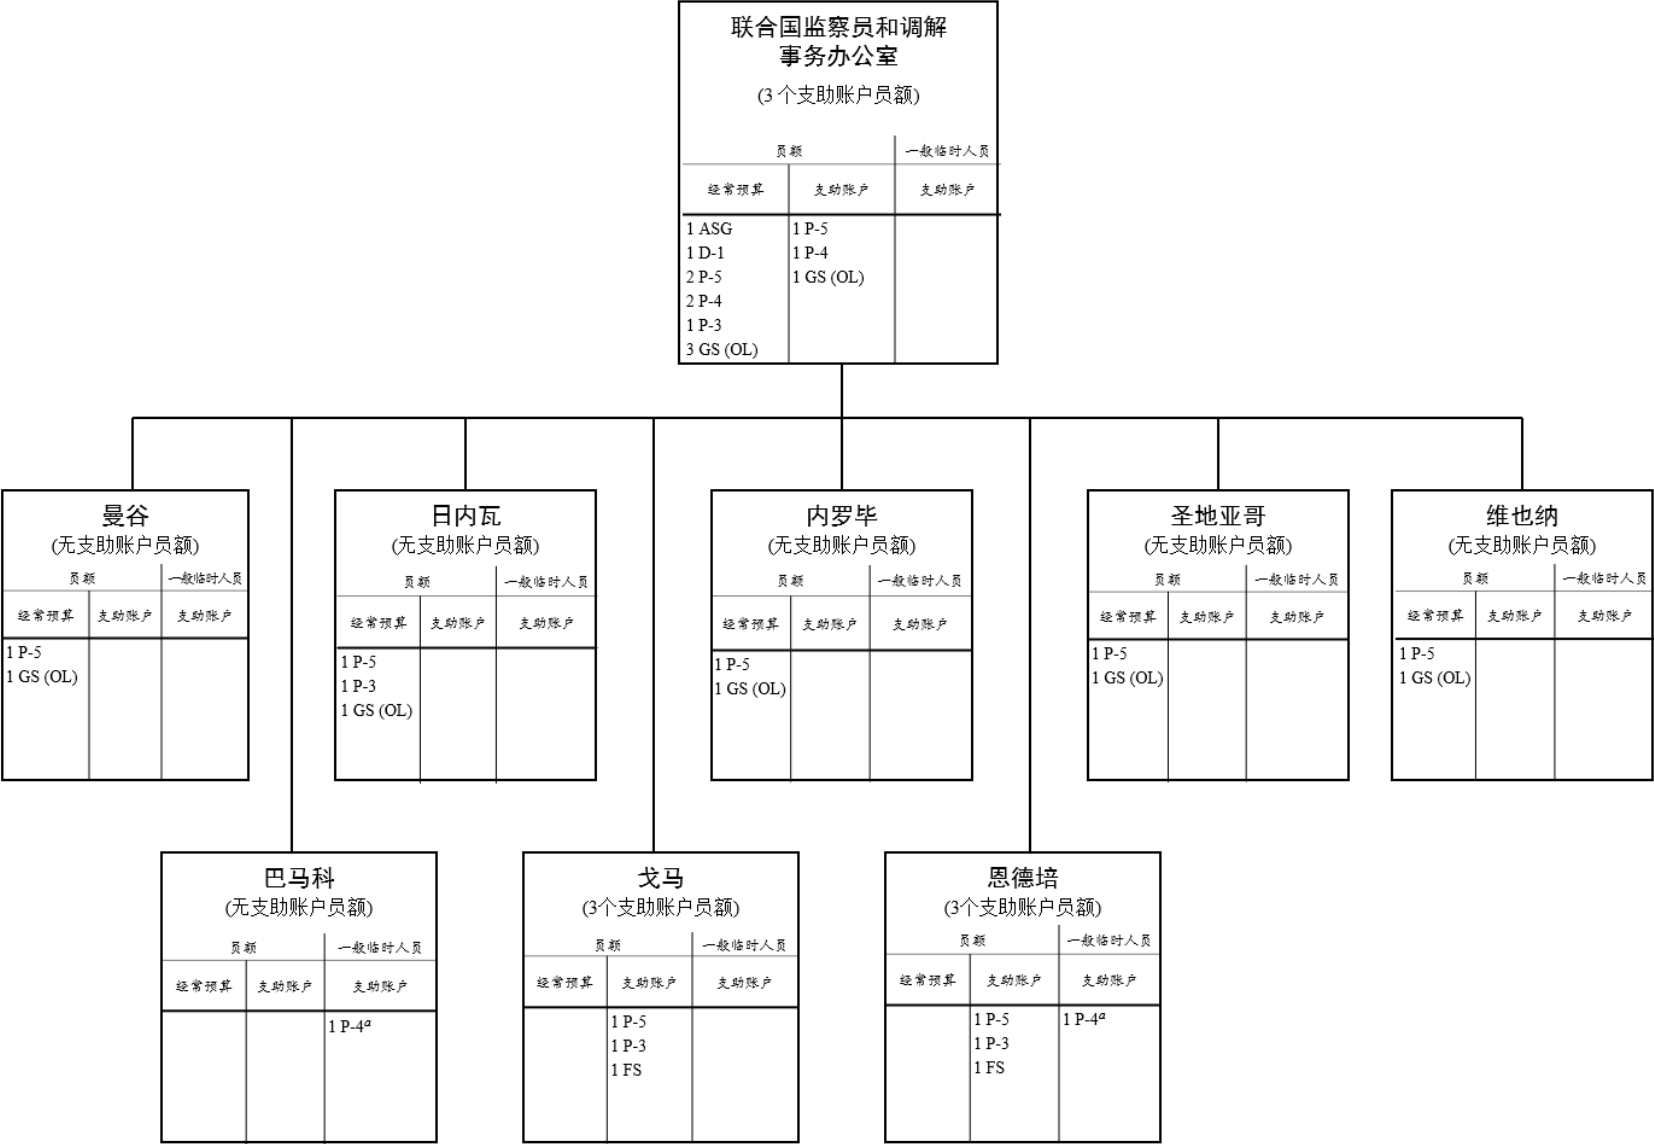 联合国监察员和调解
事务办公室
(3 个支助账户员额)
员额 一般临时人员
经常预算 支助账户 支助账户
1 ASG 1 P-5
1 D-1 1 P-4
2 P-5 1 GS (OL)
2 P-4
1 P-3
3 GS (OL)
曼谷
(无支助账户员额)
员额 一般临时人员
经常预算 支助账户 支助账户
1 P-5
1 GS (OL)
日内瓦
(无支助账户员额)
员额 一般临时人员
经常预算 支助账户 支助账户
1 P-5
1 P-3
1 GS (OL)
内罗毕
(无支助账户员额)
员额 一般临时人员
经常预算 支助账户 支助账户
1 P-5
1 GS (OL)
圣地亚哥
(无支助账户员额)
员额 一般临时人员
经常预算 支助账户 支助账户
1 P-5
1 GS (OL)
维也纳
(无支助账户员额)
员额 一般临时人员
经常预算 支助账户 支助账户
1 P-5
1 GS (OL)
巴马科
(无支助账户员额)
员额 一般临时人员
经常预算 支助账户 支助账户
1 P-4a
戈马
(3个支助账户员额)
员额 一般临时人员
经常预算 支助账户 支助账户
1 P-5
1 P-3
1 FS
恩德培
(3个支助账户员额)
员额 一般临时人员
经常预算 支助账户 支助账户
1 P-5 1 P-4a
1 P-3
1 FS